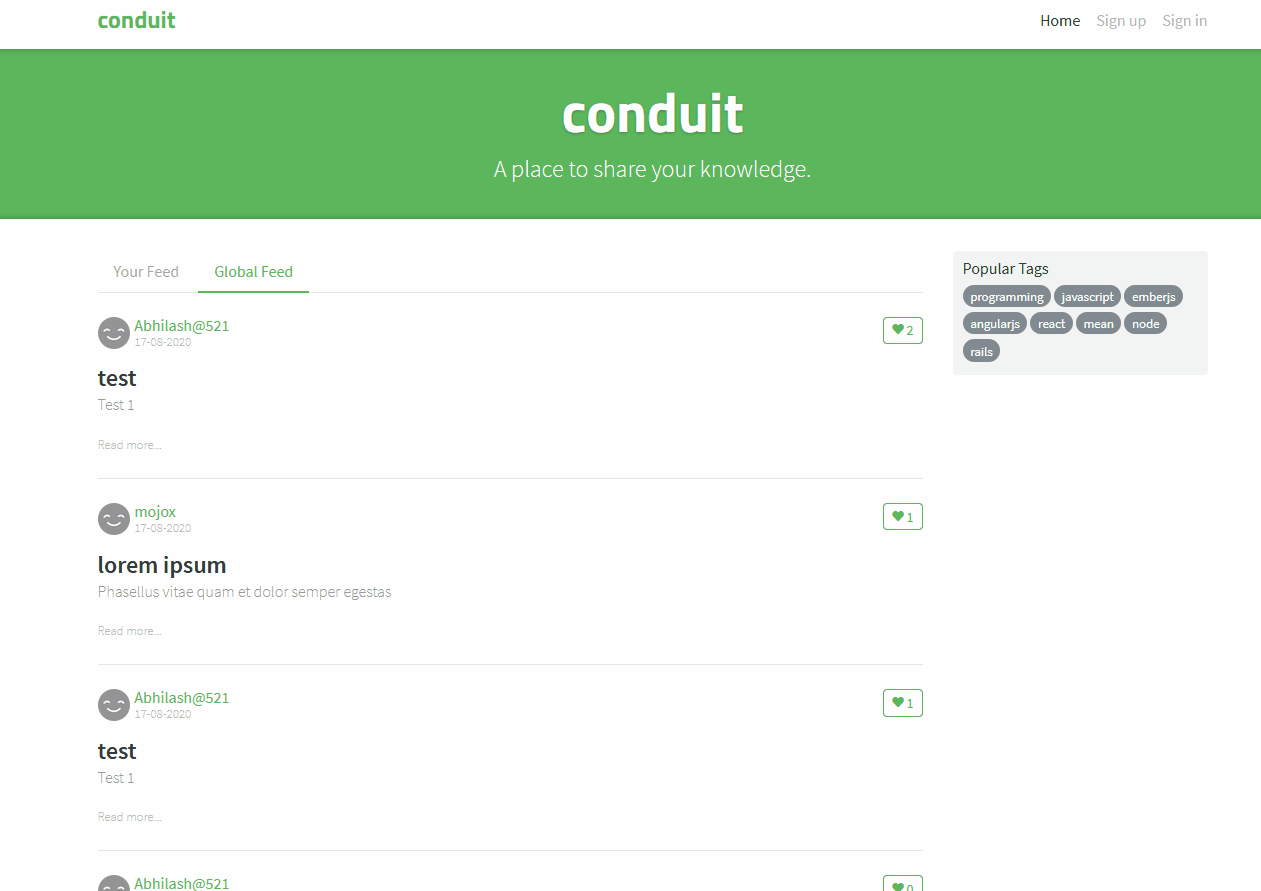 conduit
Home Sign up Sign in
conduit
A place to share your knowledge.
Your Feed Global Feed
Abhilash@521
17-08-2020
2
test
Test 1
Read more...
mojox
17-08-2020
1
lorem ipsum
Phasellus vitae quam et dolor semper egestas
Read more...
Abhilash@521
17-08-2020
1
test
Test 1
Read more...
Abhilash@521
0
Popular Tags
programming javascript emberjs
angularjs react mean node
rails